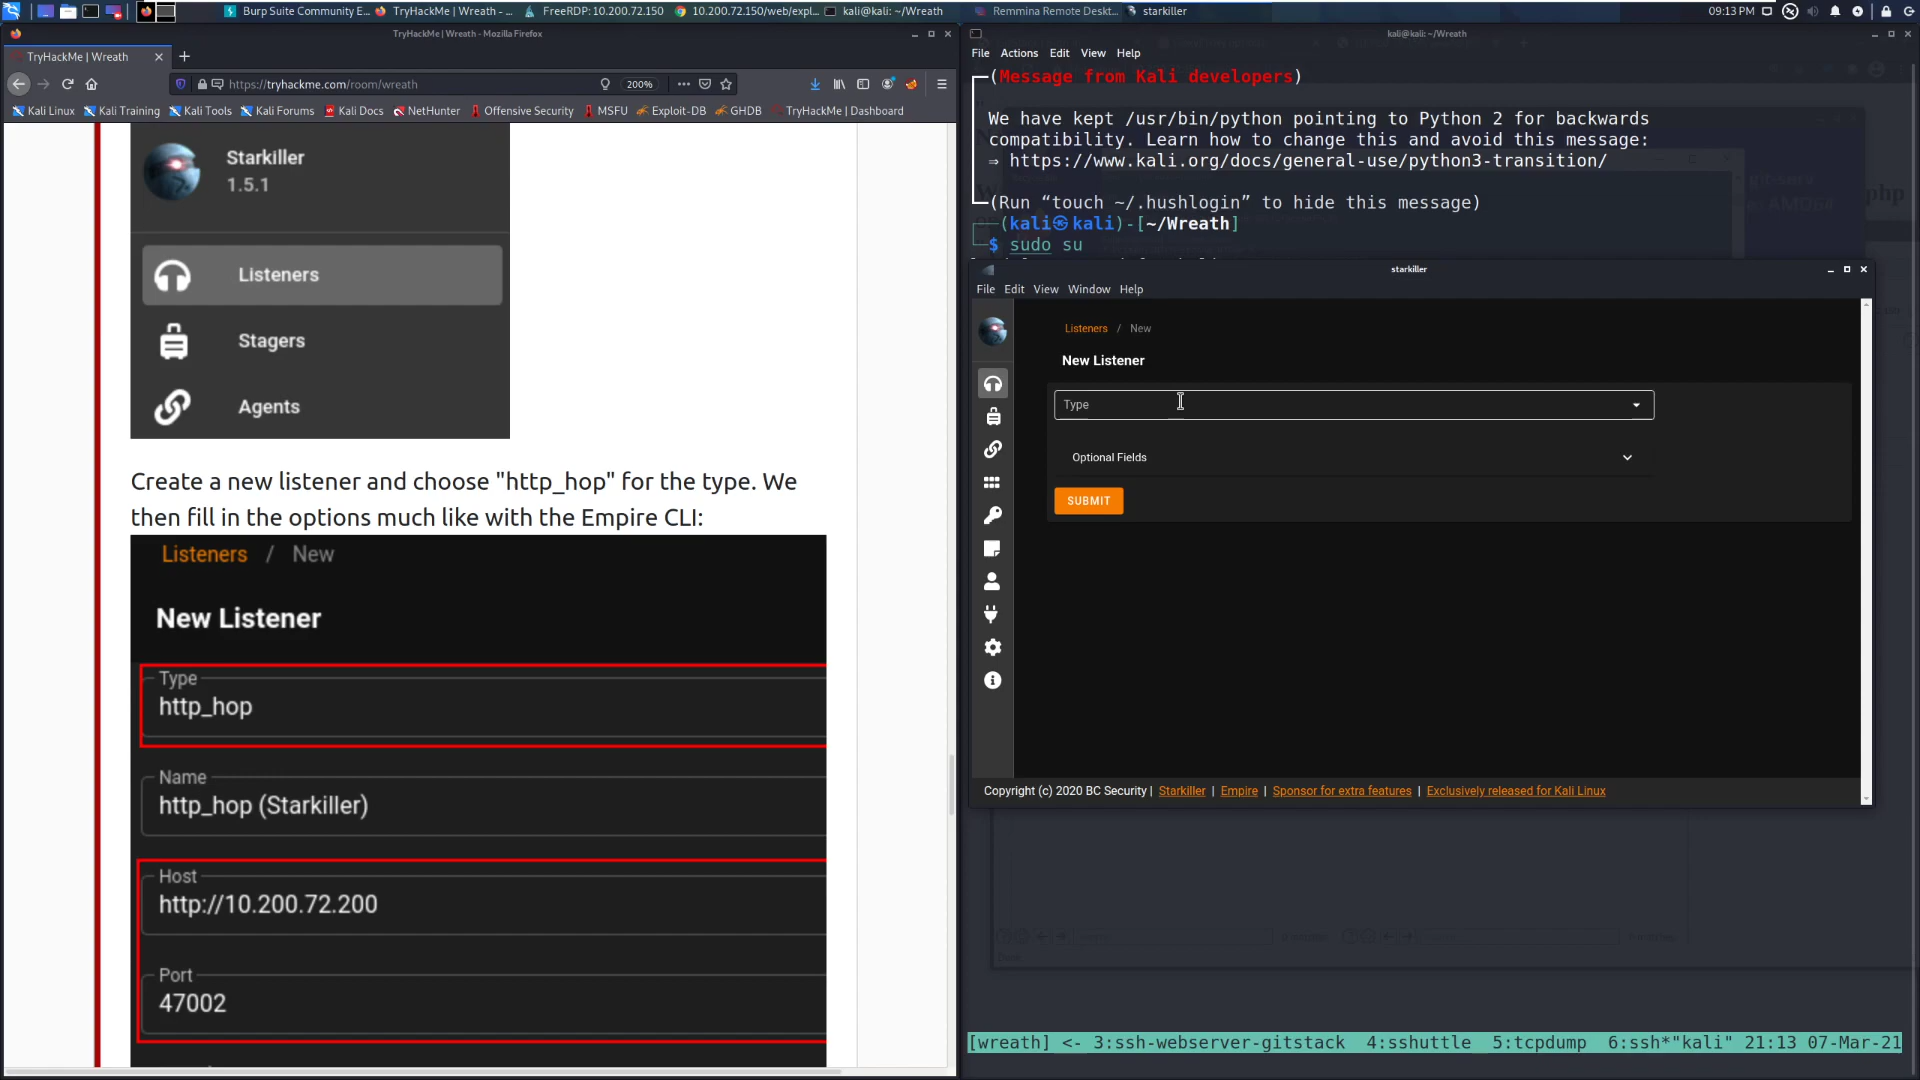 Burp Suite Community E...
TryHackMe | Wreath - ...
FreeRDP: 10.200.72.150
10.200.72.150/web/expl...
kali@kali: ~/Wreath
Remmina Remote Deskt...
starkiller
09:13 PM
TryHackMe | Wreath - Mozilla Firefox
TryHackMe | Wreath
https://tryhackme.com/room/wreath
200%
Kali Linux
Kali Training
Kali Tools
Kali Forums
Kali Docs
NetHunter
Offensive Security
MSFU
Exploit-DB
GHDB
TryHackMe | Dashboard
Starkiller
1.5.1
Listeners
Stagers
Agents
Create a new listener and choose "http_hop" for the type. We
then fill in the options much like with the Empire CLI:
Listeners / New
New Listener
Type
http_hop
Name
http_hop (Starkiller)
Host
http://10.200.72.200
Port
47002
kali@kali: ~/Wreath
File Actions Edit View Help
(Message from Kali developers)
We have kept /usr/bin/python pointing to Python 2 for backwards
compatibility. Learn how to change this and avoid this message:
⇒ https://www.kali.org/docs/general-use/python3-transition/
(Run “touch ~/.hushlogin” to hide this message)
(kali㉿kali)-[~/Wreath]
$ sudo su
starkiller
File Edit View Window Help
Listeners / New
New Listener
Type
Optional Fields
SUBMIT
Copyright (c) 2020 BC Security | Starkiller | Empire | Sponsor for extra features | Exclusively released for Kali Linux
[wreath] <- 3:ssh-webserver-gitstack 4:sshuttle 5:tcpdump 6:ssh*"kali" 21:13 07-Mar-21